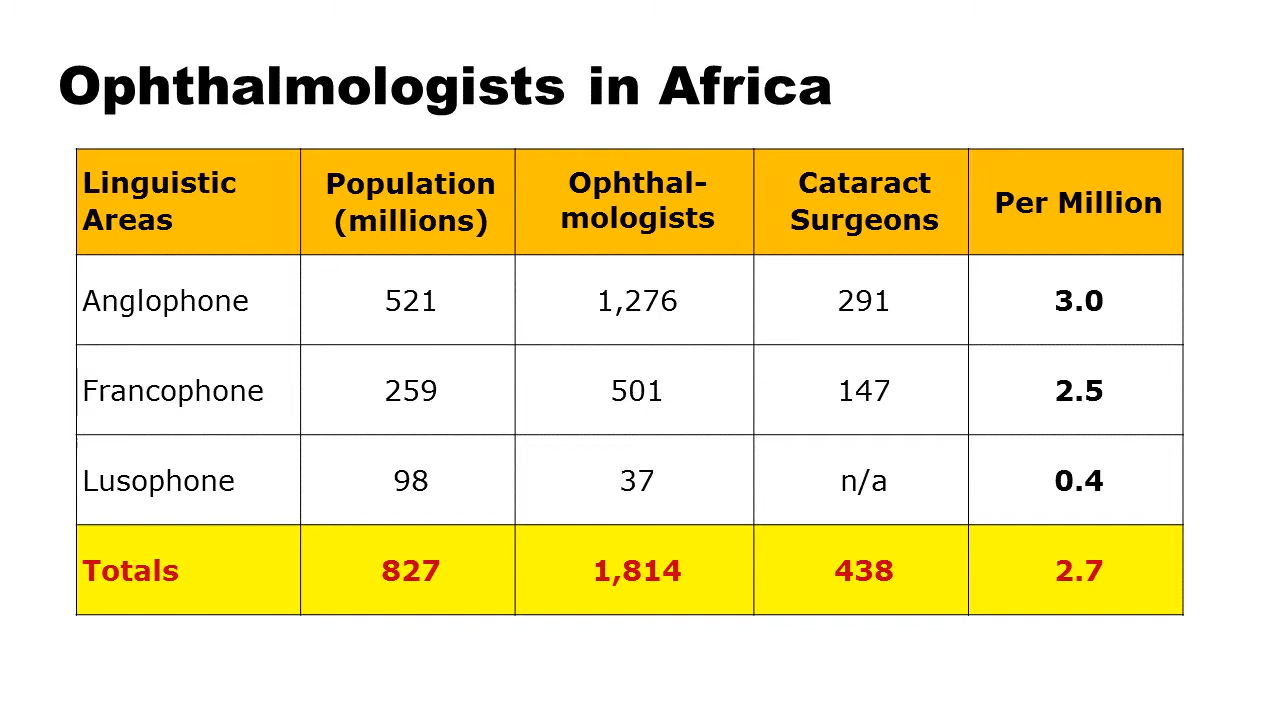 Ophthalmologists in Africa
Linguistic Areas | Population (millions) | Ophthal-mologists | Cataract Surgeons | Per Million
Anglophone | 521 | 1,276 | 291 | 3.0
Francophone | 259 | 501 | 147 | 2.5
Lusophone | 98 | 37 | n/a | 0.4
Totals | 827 | 1,814 | 438 | 2.7